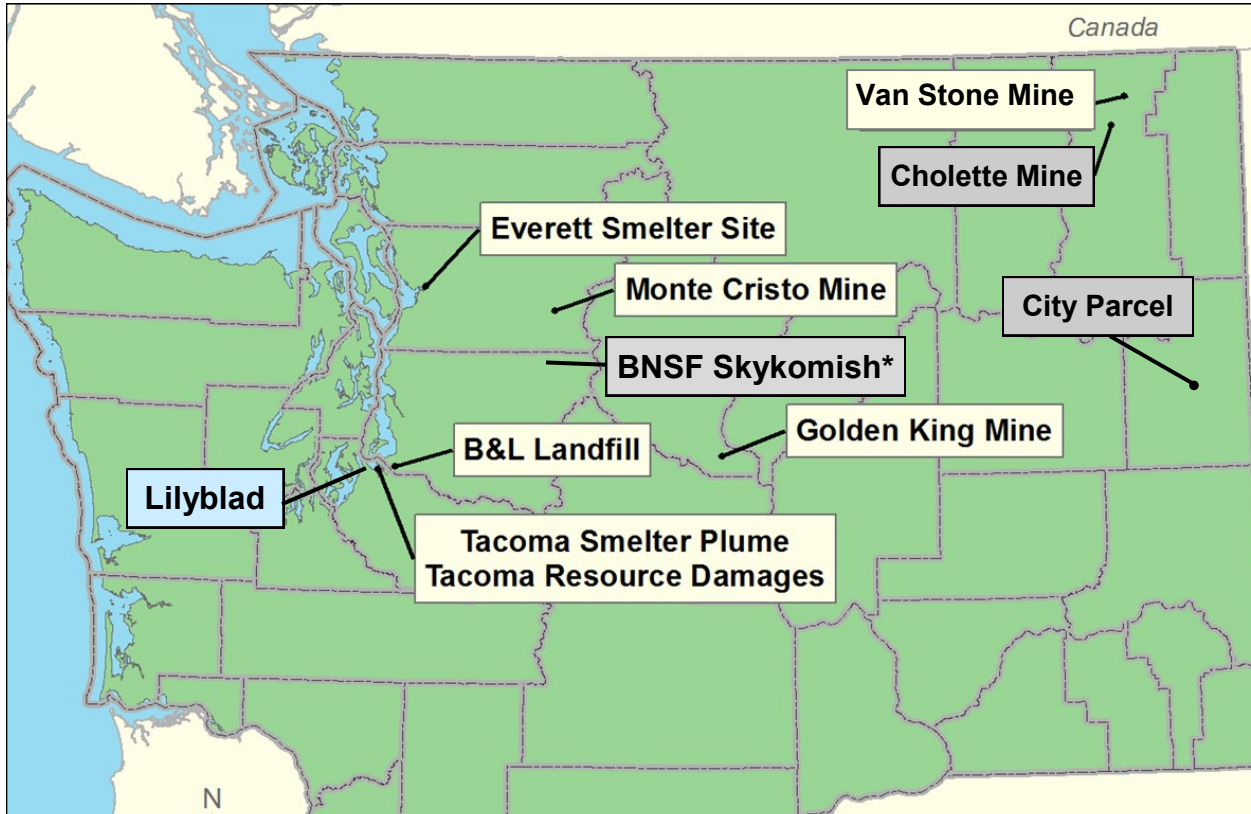 Canada
Van Stone Mine
Cholette Mine
Everett Smelter Site
Monte Cristo Mine
City Parcel
BNSF Skykomish*
Golden King Mine
B&L Landfill
Lilyblad
Tacoma Smelter Plume
Tacoma Resource Damages
N